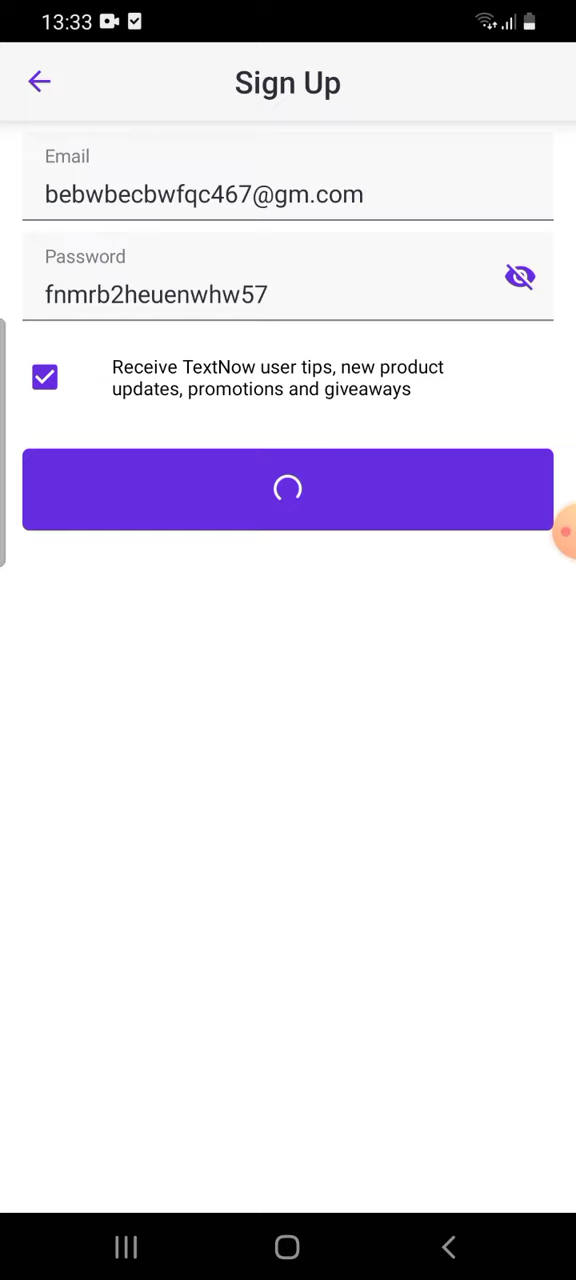 13:33
Sign Up
Email
bebwbecbwfqc467@gm.com
Password
fnmrb2heuenwhw57
Receive TextNow user tips, new product
updates, promotions and giveaways